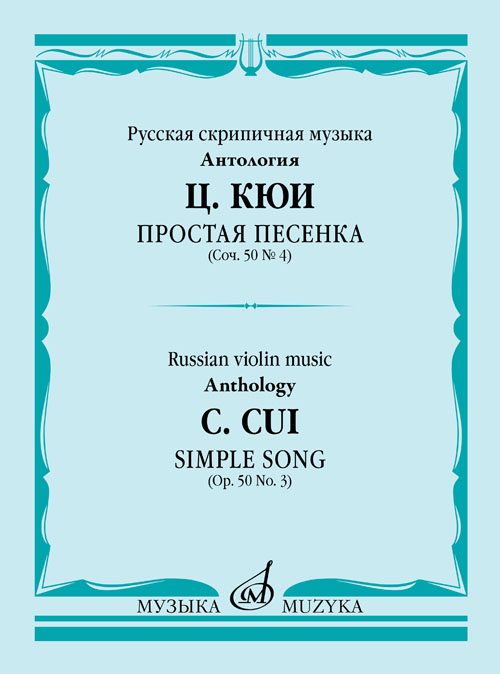 Русская скрипичная музыка
Антология
Ц. КЮИ
ПРОСТАЯ ПЕСЕНКА
(Соч. 50 № 4)
Russian violin music
Anthology
C. CUI
SIMPLE SONG
(Op. 50 No. 3)
МУЗЫКА М MUZYKA